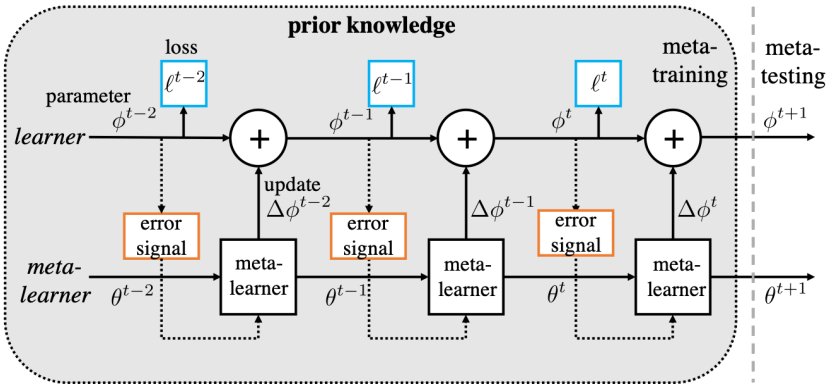 prior knowledge
loss
meta-
training
meta-
testing
ℓ^{t−2}
ℓ^{t−1}
ℓ^{t}
parameter
ϕ^{t−2}
ϕ^{t−1}
ϕ^{t}
ϕ^{t+1}
learner
+
+
+
update
Δϕ^{t−2}
Δϕ^{t−1}
Δϕ^{t}
error
signal
error
signal
error
signal
meta-
learner
meta-
learner
meta-
learner
meta-
learner
θ^{t−2}
θ^{t−1}
θ^{t}
θ^{t+1}